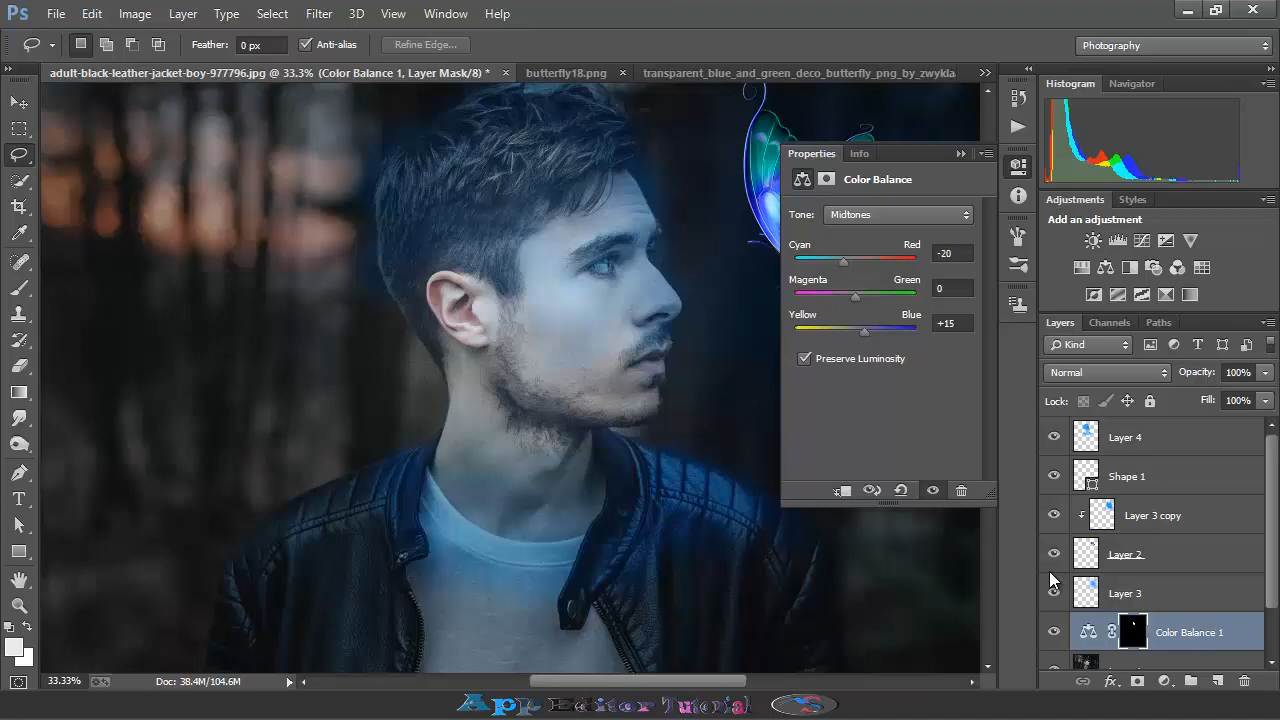 Ps File Edit Image Layer Type Select Filter 3D View Window Help
Feather: 0 px Anti-alias Refine Edge... Photography
adult-black-leather-jacket-boy-977796.jpg @ 33.3% (Color Balance 1, Layer Mask/8) * × butterfly18.png × transparent_blue_and_green_deco_butterfly_png_by_zwykla
Histogram Navigator
Properties Info
Color Balance
Tone: Midtones
Cyan Red -20
Magenta Green 0
Yellow Blue +15
Preserve Luminosity
Adjustments Styles
Add an adjustment
Layers Channels Paths
Kind
Normal Opacity: 100%
Lock: Fill: 100%
Layer 4
Shape 1
Layer 3 copy
Layer 2
Layer 3
Color Balance 1
33.33% Doc: 38.4M/104.6M
App Editor Tutorial